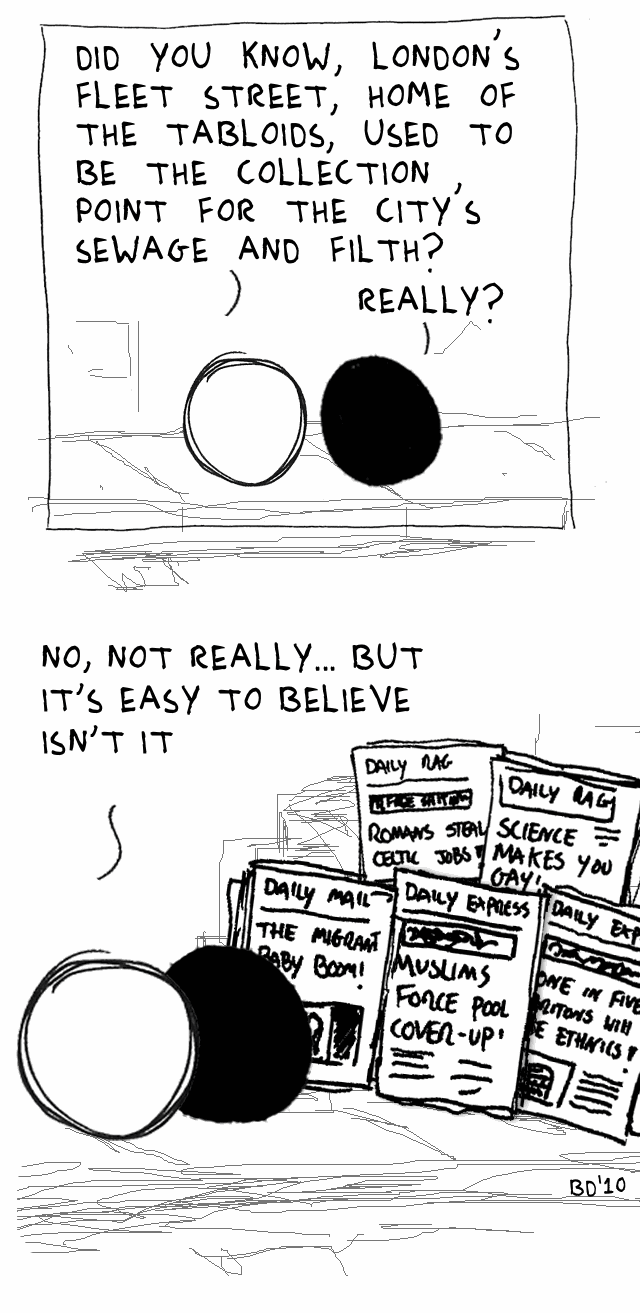 DID YOU KNOW, LONDON'S
FLEET STREET, HOME OF
THE TABLOIDS, USED TO
BE THE COLLECTION
POINT FOR THE CITY'S
SEWAGE AND FILTH?
REALLY?
NO, NOT REALLY... BUT
IT'S EASY TO BELIEVE
ISN'T IT
DAILY RAG
ROMANS STEAL
CELTIC JOBS!
DAILY RAG
SCIENCE
MAKES YOU
GAY!
DAILY MAIL
THE MIGRANT
BABY BOOM!
DAILY EXPRESS
MUSLIMS
FORCE POOL
COVER-UP!
DAILY EXP
ONE IN FIVE
BRITONS WILL
BE ETHNICS!
BD'10